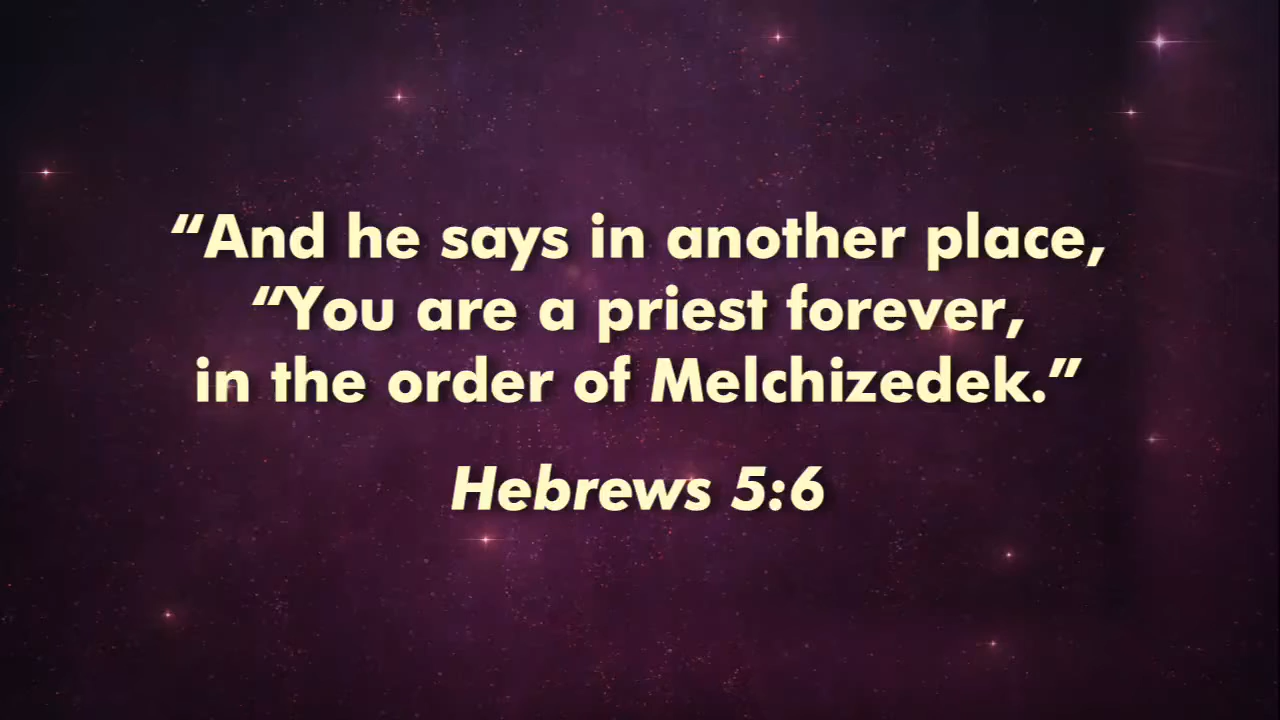 “And he says in another place,
“You are a priest forever,
in the order of Melchizedek.”
Hebrews 5:6